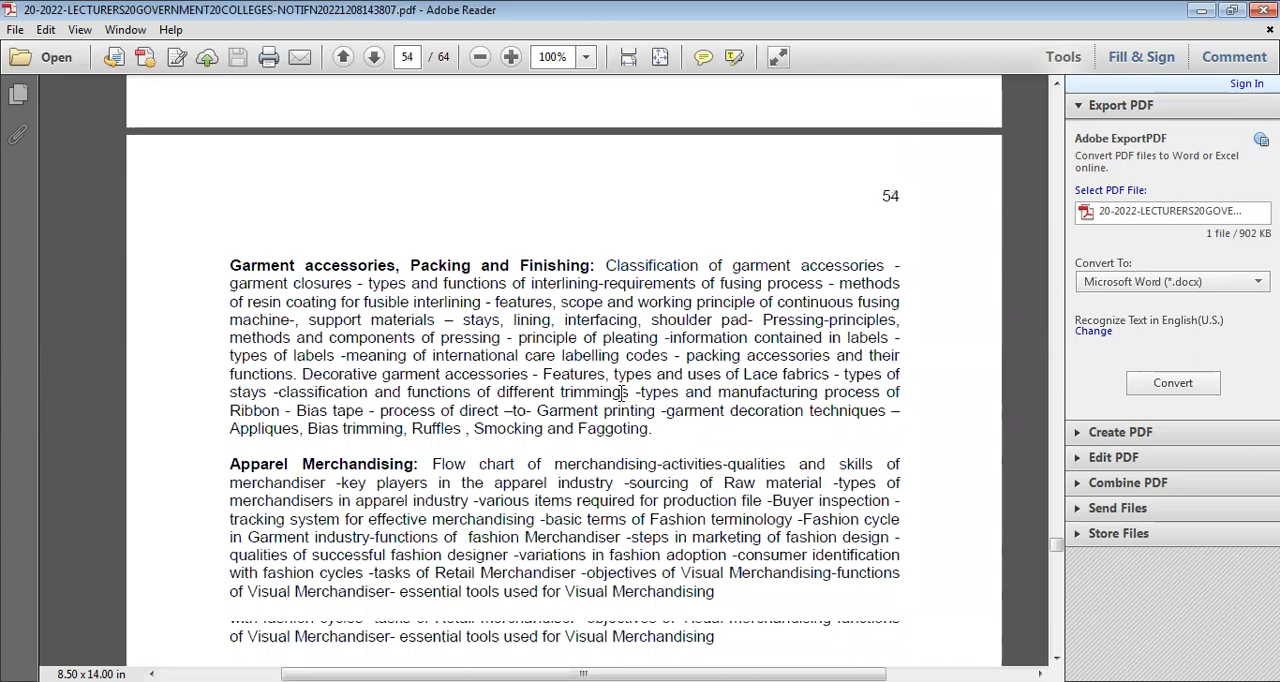 20-2022-LECTURERS20GOVERNMENT20COLLEGES-NOTIFN20221208143807.pdf - Adobe Reader
File Edit View Window Help
Open 54 / 64 100% Tools Fill & Sign Comment
Sign In
Export PDF
Adobe ExportPDF
Convert PDF files to Word or Excel
online.
Select PDF File:
20-2022-LECTURERS20GOVE...
1 file / 902 KB
Convert To:
Microsoft Word (*.docx)
Recognize Text in English(U.S.)
Change
Convert
Create PDF
Edit PDF
Combine PDF
Send Files
Store Files
54
Garment accessories, Packing and Finishing: Classification of garment accessories -
garment closures - types and functions of interlining-requirements of fusing process - methods
of resin coating for fusible interlining - features, scope and working principle of continuous fusing
machine-, support materials – stays, lining, interfacing, shoulder pad- Pressing-principles,
methods and components of pressing - principle of pleating -information contained in labels -
types of labels -meaning of international care labelling codes - packing accessories and their
functions. Decorative garment accessories - Features, types and uses of Lace fabrics - types of
stays -classification and functions of different trimmings -types and manufacturing process of
Ribbon - Bias tape - process of direct –to- Garment printing -garment decoration techniques –
Appliques, Bias trimming, Ruffles , Smocking and Faggoting.
Apparel Merchandising: Flow chart of merchandising-activities-qualities and skills of
merchandiser -key players in the apparel industry -sourcing of Raw material -types of
merchandisers in apparel industry -various items required for production file -Buyer inspection -
tracking system for effective merchandising -basic terms of Fashion terminology -Fashion cycle
in Garment industry-functions of fashion Merchandiser -steps in marketing of fashion design -
qualities of successful fashion designer -variations in fashion adoption -consumer identification
with fashion cycles -tasks of Retail Merchandiser -objectives of Visual Merchandising-functions
of Visual Merchandiser- essential tools used for Visual Merchandising
with fashion cycles -tasks of Retail Merchandiser -objectives of Visual Merchandising-functions
of Visual Merchandiser- essential tools used for Visual Merchandising
8.50 x 14.00 in